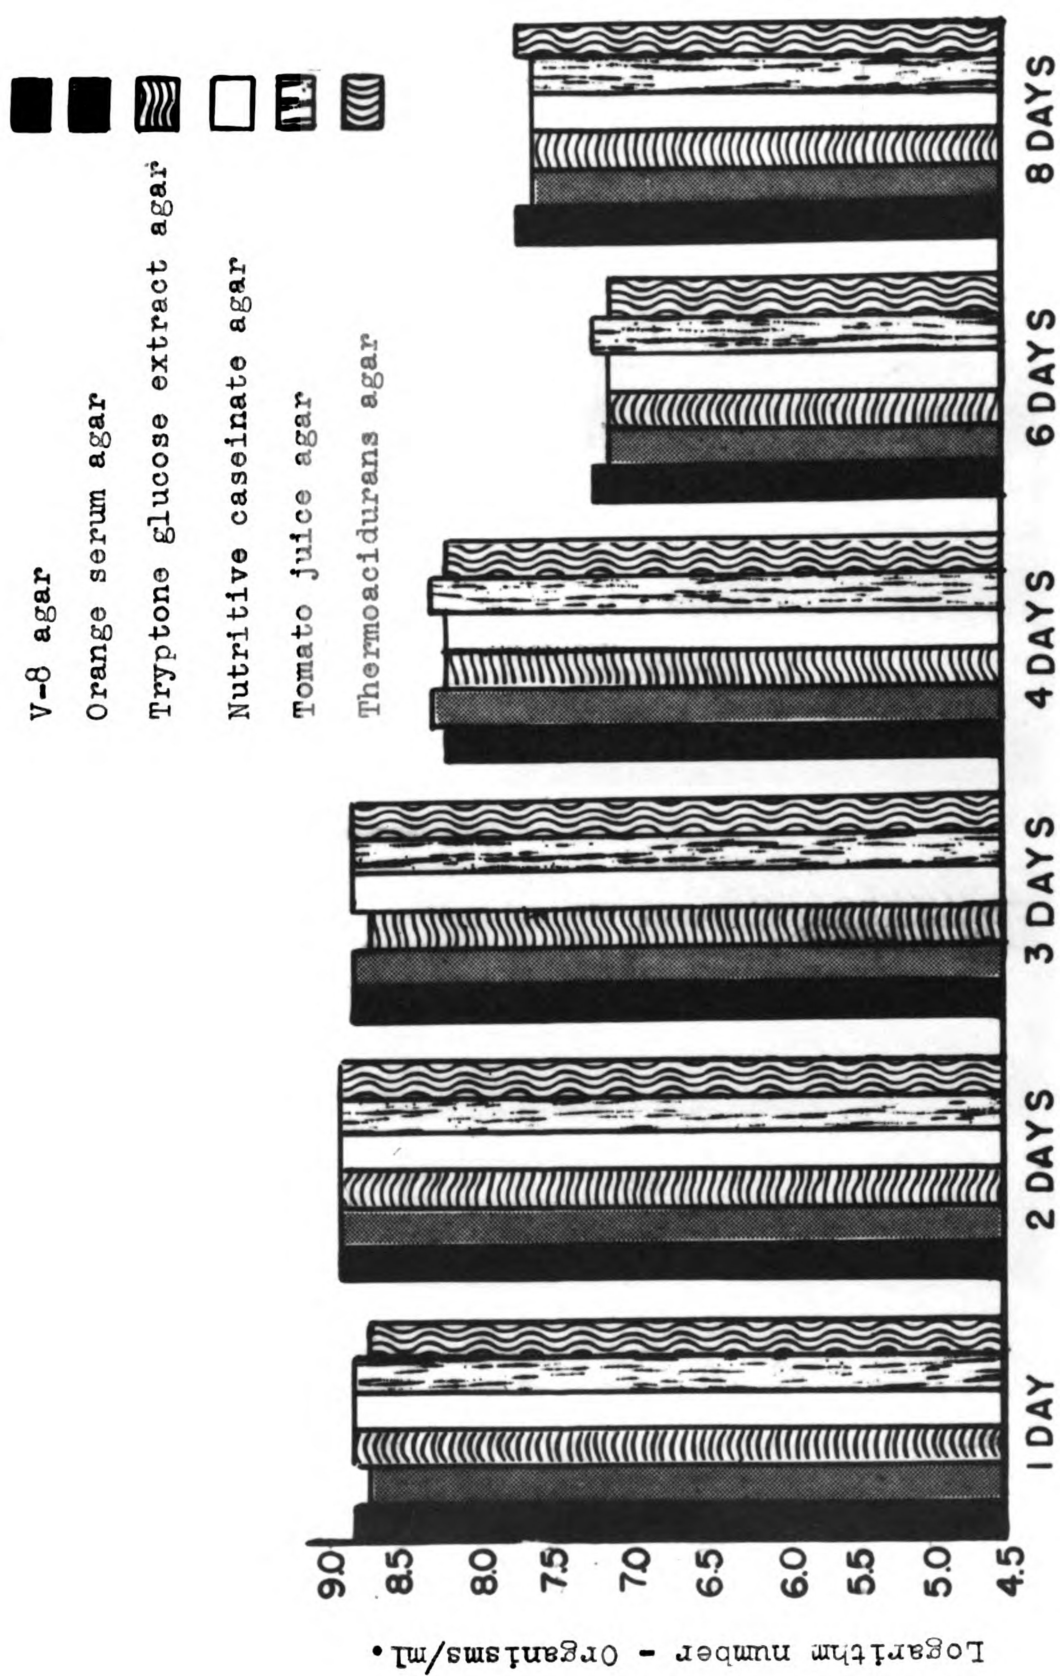 V-8 agar
Orange serum agar
Tryptone glucose extract agar
Nutritive caseinate agar
Tomato juice agar
Thermoacidurans agar
Logarithm number - Organisms/ml.
9.0
8.5
8.0
7.5
7.0
6.5
6.0
5.5
5.0
4.5
1 DAY
2 DAYS
3 DAYS
4 DAYS
6 DAYS
8 DAYS